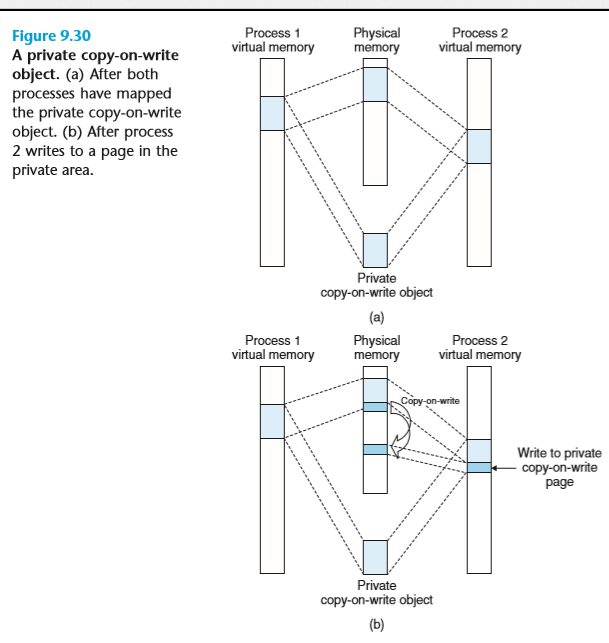 Figure 9.30
A private copy-on-write
object. (a) After both
processes have mapped
the private copy-on-write
object. (b) After process
2 writes to a page in the
private area.
Process 1
virtual memory
Physical
memory
Process 2
virtual memory
Private
copy-on-write object
(a)
Process 1
virtual memory
Physical
memory
Process 2
virtual memory
Copy-on-write
Write to private
copy-on-write
page
Private
copy-on-write object
(b)